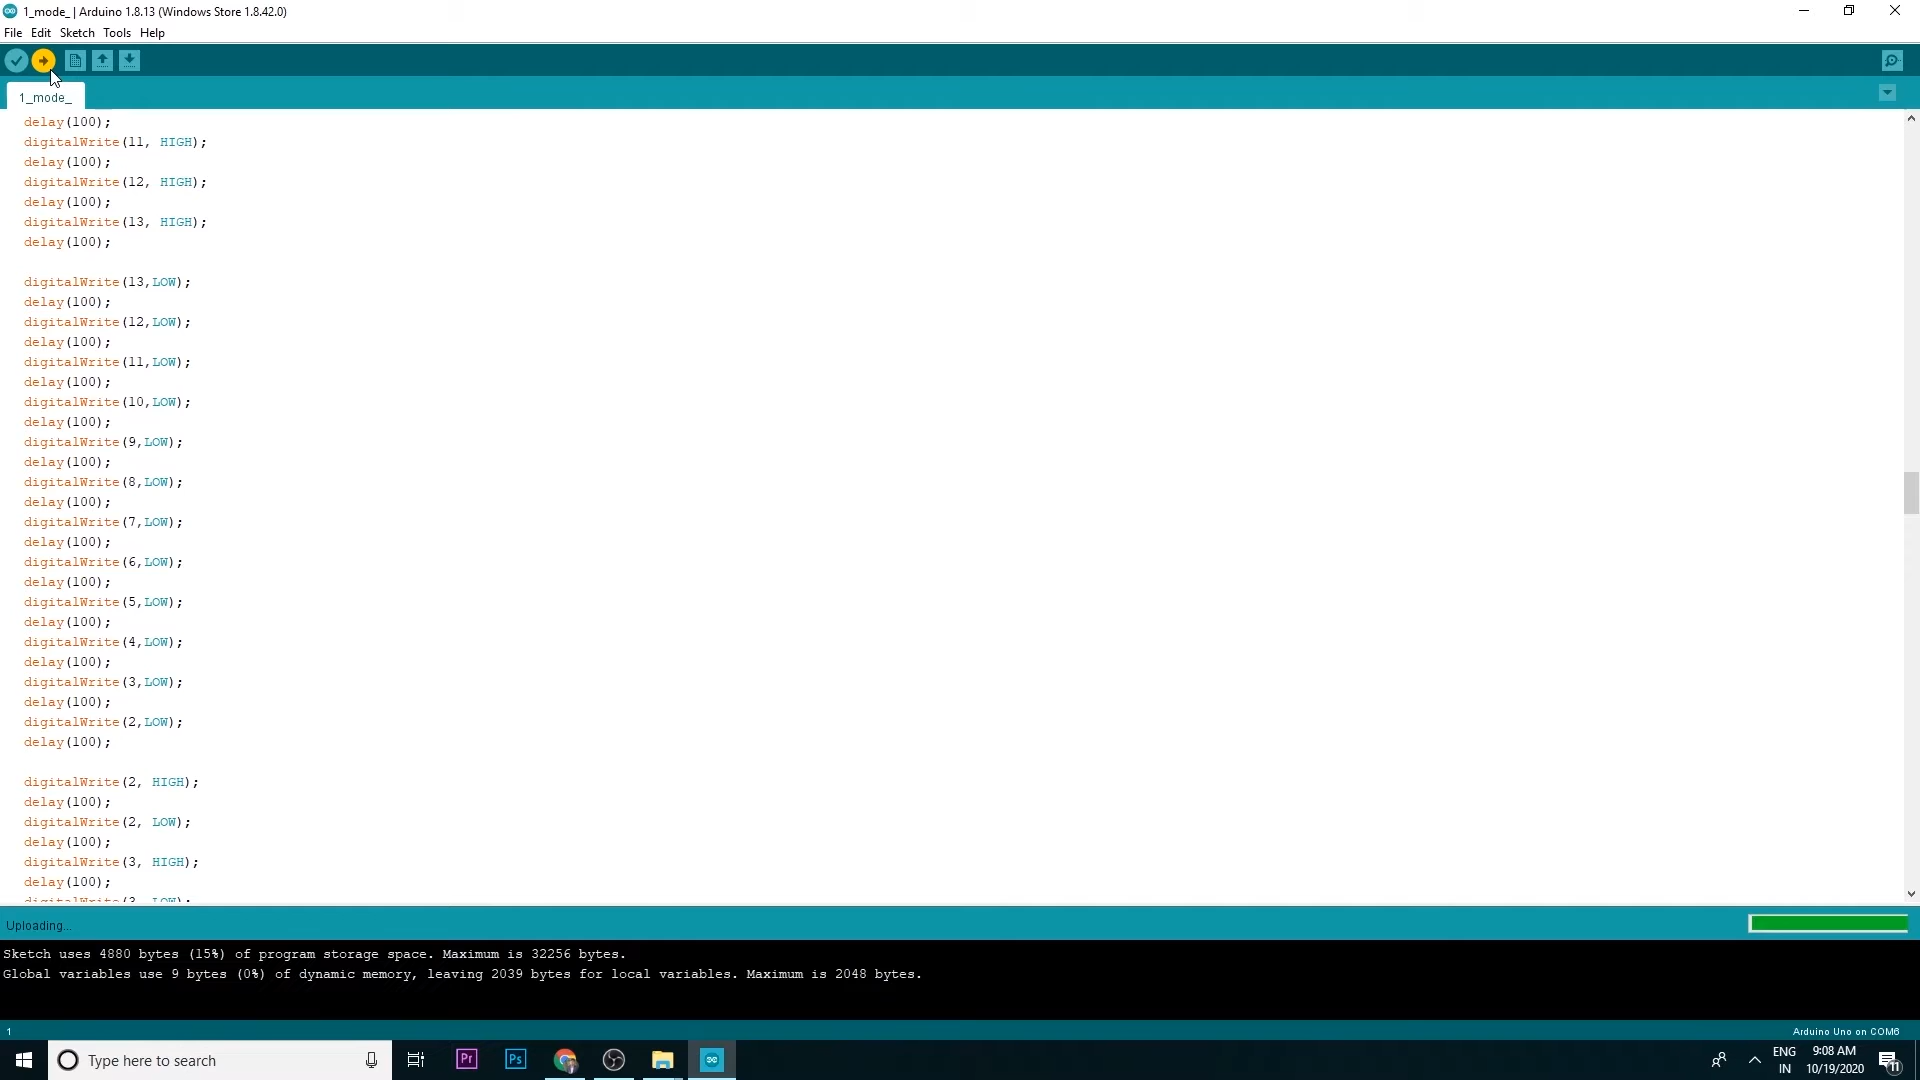 1_mode_ | Arduino 1.8.13 (Windows Store 1.8.42.0)
File Edit Sketch Tools Help
1_mode_
delay(100);
digitalWrite(11, HIGH);
delay(100);
digitalWrite(12, HIGH);
delay(100);
digitalWrite(13, HIGH);
delay(100);
digitalWrite(13,LOW);
delay(100);
digitalWrite(12,LOW);
delay(100);
digitalWrite(11,LOW);
delay(100);
digitalWrite(10,LOW);
delay(100);
digitalWrite(9,LOW);
delay(100);
digitalWrite(8,LOW);
delay(100);
digitalWrite(7,LOW);
delay(100);
digitalWrite(6,LOW);
delay(100);
digitalWrite(5,LOW);
delay(100);
digitalWrite(4,LOW);
delay(100);
digitalWrite(3,LOW);
delay(100);
digitalWrite(2,LOW);
delay(100);
digitalWrite(2, HIGH);
delay(100);
digitalWrite(2, LOW);
delay(100);
digitalWrite(3, HIGH);
delay(100);
digitalWrite(3, LOW);
Uploading...
Sketch uses 4880 bytes (15%) of program storage space. Maximum is 32256 bytes.
Global variables use 9 bytes (0%) of dynamic memory, leaving 2039 bytes for local variables. Maximum is 2048 bytes.
1
Arduino Uno on COM6
Type here to search
Pr
Ps
ENG
IN
9:08 AM
10/19/2020
11